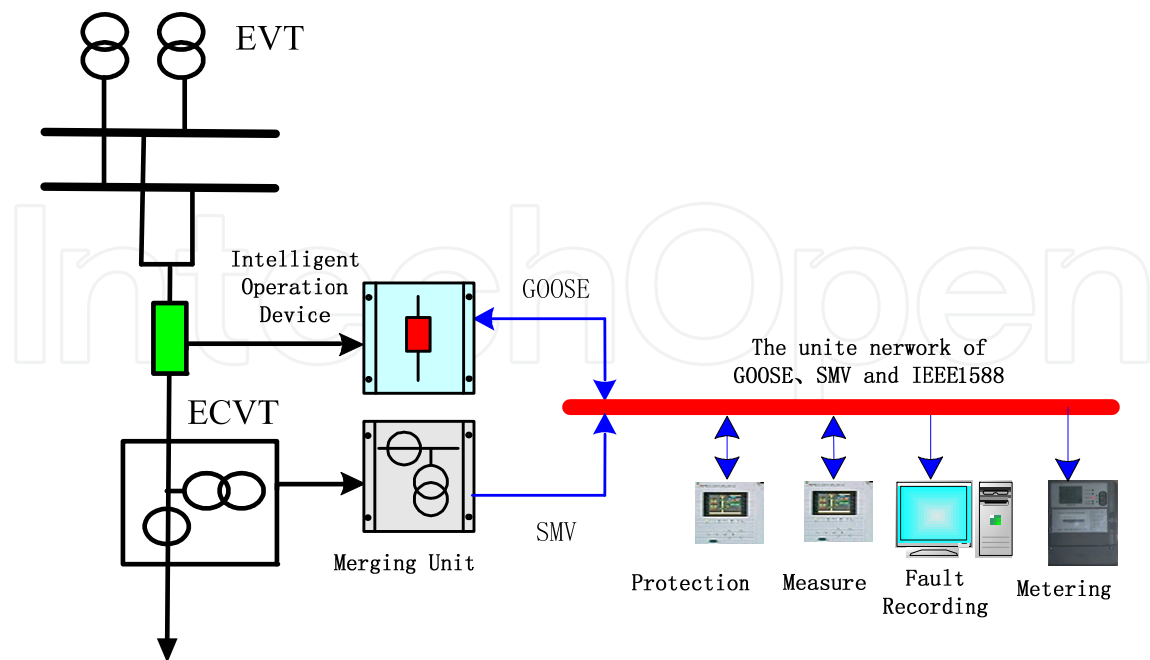 EVT
IntechOpen
Intelligent
Operation
Device
GOOSE
The unite nerwork of
GOOSE、SMV and IEEE1588
ECVT
SMV
Merging Unit
Protection
Measure
Fault
Recording
Metering